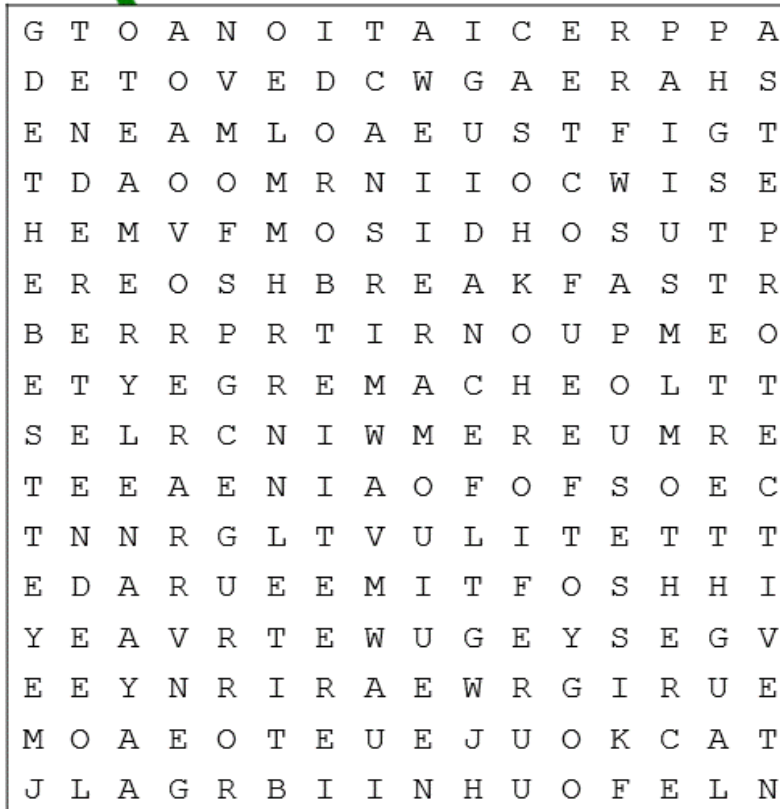 G T O A N O I T A I C E R P P A
D E T O V E D C W G A E R A H S
E N E A M L O A E U S T F I G T
T D A O O M R N I I O C W I S E
H E M V F M O S I D H O S U T P
E R E O S H B R E A K F A S T R
B E R R P R T I R N O U P M E O
E T Y E G R E M A C H E O L T T
S E L R C N I W M E R E U M R E
T E E A E N I A O F O F S O E C
T N N R G L T V U L I T E T T T
E D A R U E E M I T F O S H H I
Y E A V R T E W U G E Y S E G V
E E Y N R I R A E W R G I R U E
M O A E O T E U E J U O K C A T
J L A G R B I I N H U O F E L N